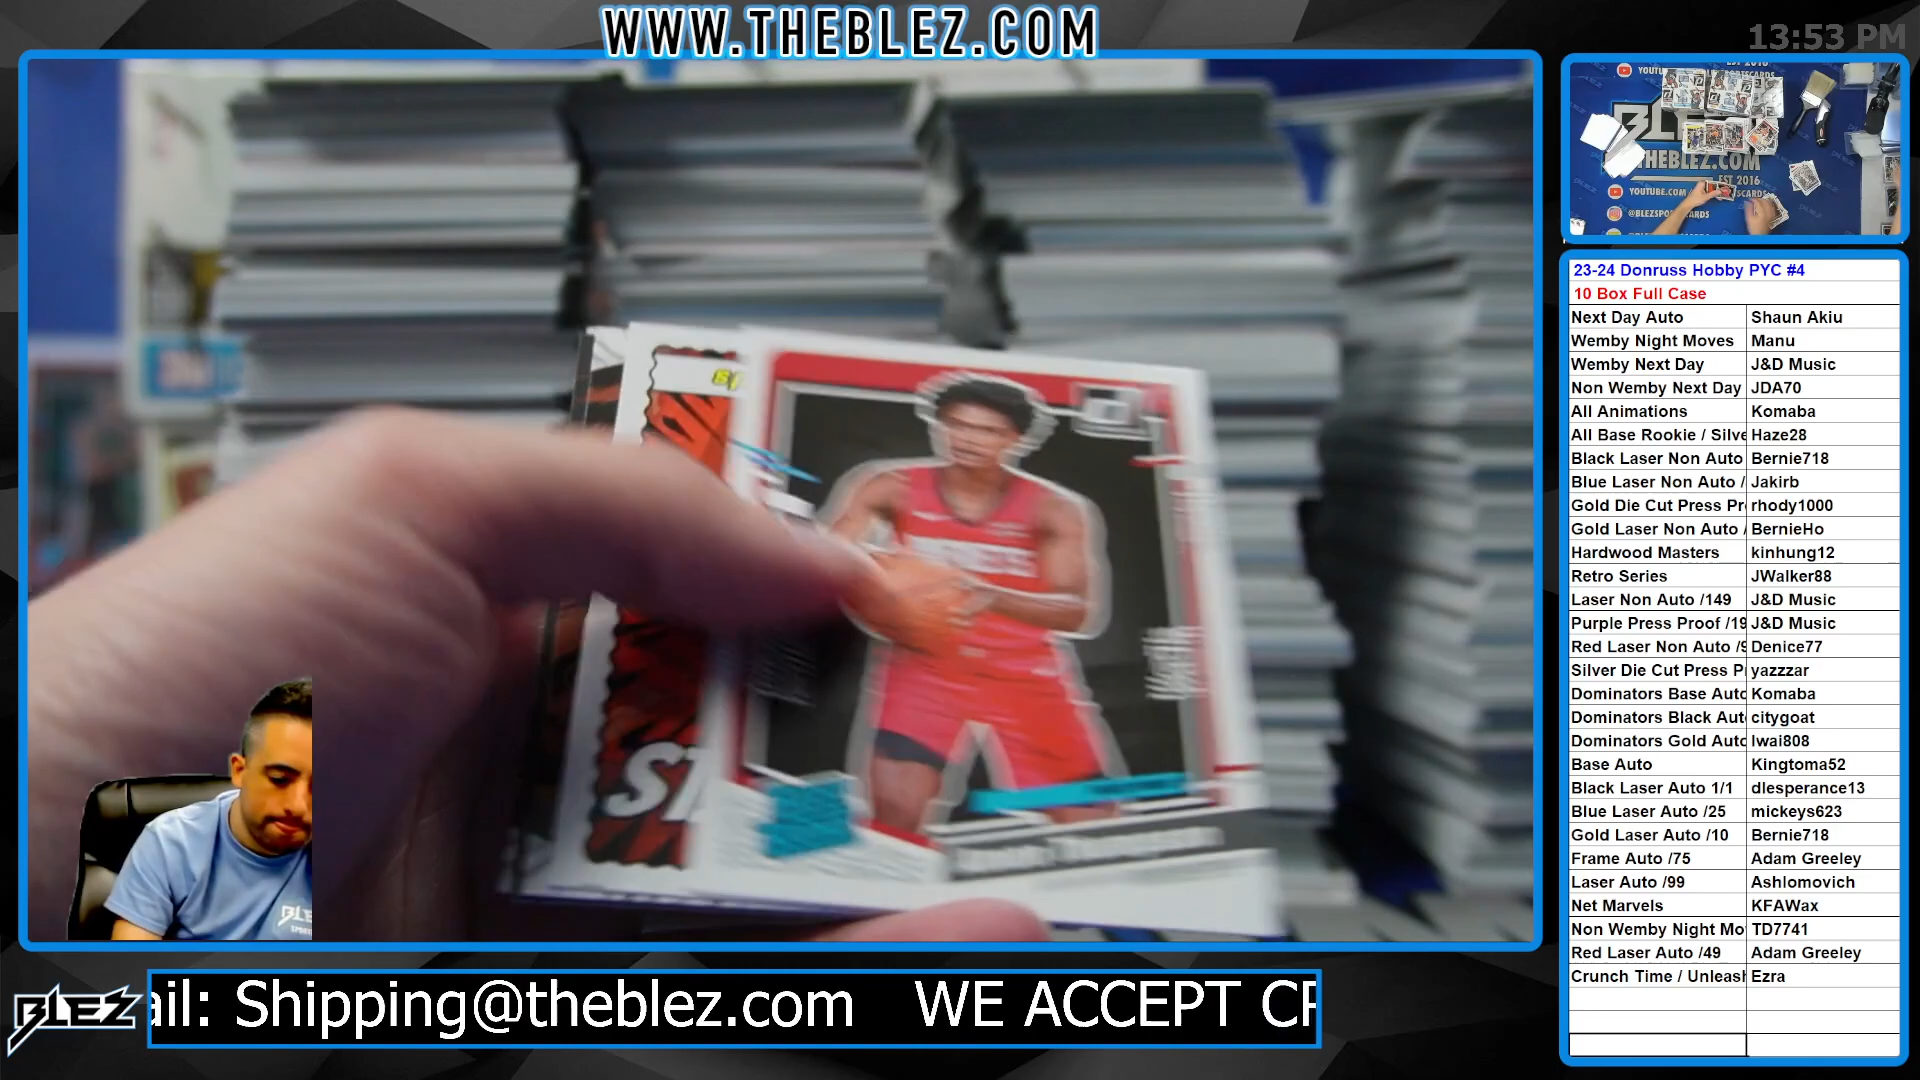 WWW.THEBLEZ.COM
13:53 PM
THEBLEZ.COM
EST 2016
YOUTUBE.COM
23-24 Donruss Hobby PYC #4
10 Box Full Case
Next Day Auto Shaun Akiu
Wemby Night Moves Manu
Wemby Next Day J&D Music
Non Wemby Next Day JDA70
All Animations Komaba
All Base Rookie / Silve Haze28
Black Laser Non Auto Bernie718
Blue Laser Non Auto / Jakirb
Gold Die Cut Press Pr rhody1000
Gold Laser Non Auto / BernieHo
Hardwood Masters kinhung12
Retro Series JWalker88
Laser Non Auto /149 J&D Music
Purple Press Proof /19 J&D Music
Red Laser Non Auto /9 Denice77
Silver Die Cut Press P yazzzar
Dominators Base Auto Komaba
Dominators Black Aut citygoat
Dominators Gold Auto Iwai808
Base Auto Kingtoma52
Black Laser Auto 1/1 dlesperance13
Blue Laser Auto /25 mickeys623
Gold Laser Auto /10 Bernie718
Frame Auto /75 Adam Greeley
Laser Auto /99 Ashlomovich
Net Marvels KFAWax
Non Wemby Night Mo TD7741
Red Laser Auto /49 Adam Greeley
Crunch Time / Unleash Ezra
BLEZ
ail: Shipping@theblez.com WE ACCEPT CR